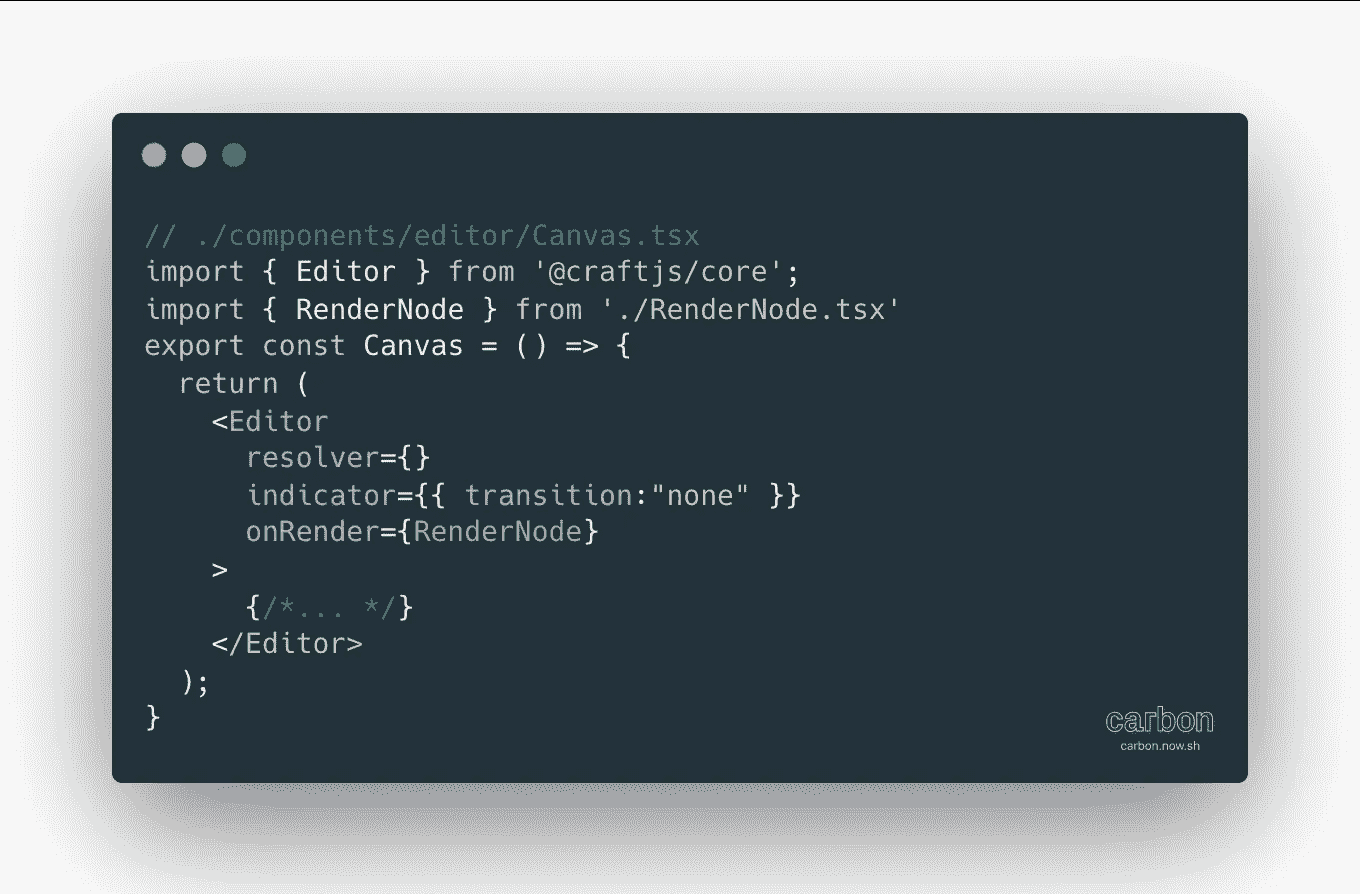 // ./components/editor/Canvas.tsx
import { Editor } from '@craftjs/core';
import { RenderNode } from './RenderNode.tsx'
export const Canvas = () => {
  return (
    <Editor
      resolver={}
      indicator={{ transition:"none" }}
      onRender={RenderNode}
    >
      {/*... */}
    </Editor>
  );
}
carbon
carbon.now.sh